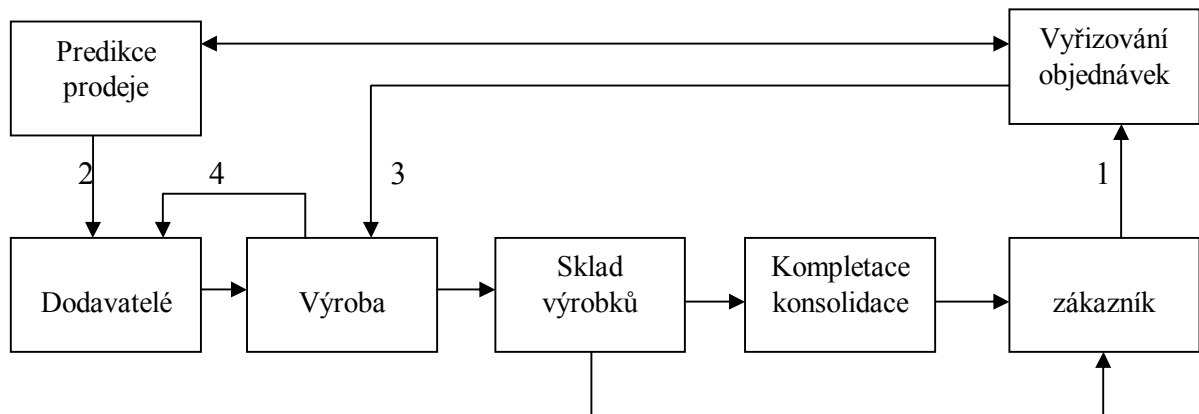 Predikce
prodeje
Vyřizování
objednávek
2
4
3
1
Dodavatelé
Výroba
Sklad
výrobků
Kompletace
konsolidace
zákazník